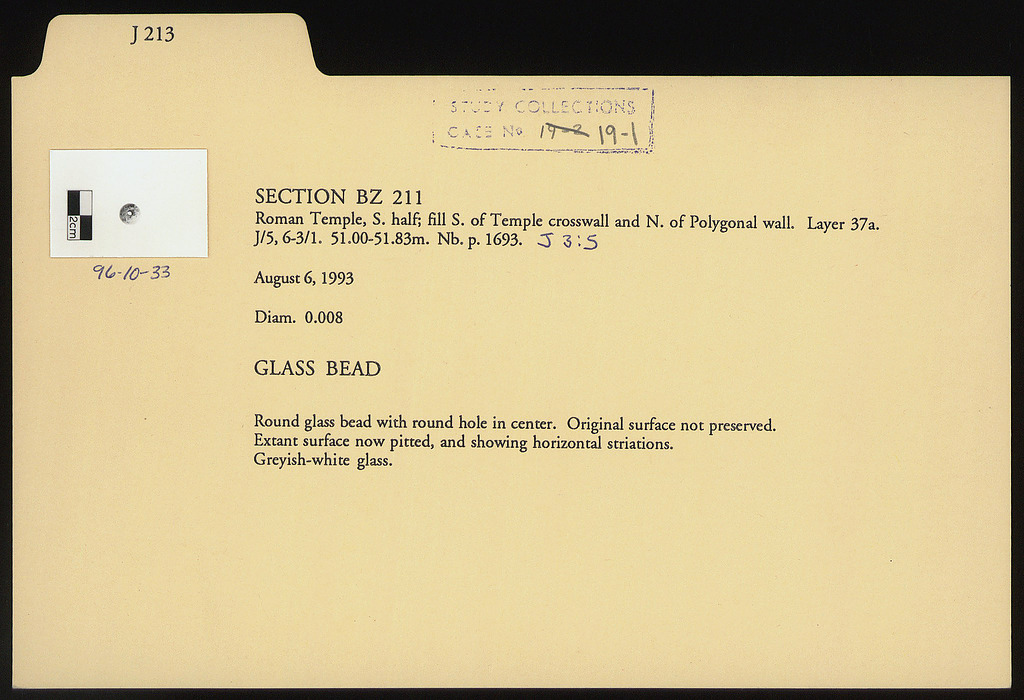 J 213
STUDY COLLECTIONS
CASE No 19-2 19-1
2cm
96-10-33
SECTION BZ 211
Roman Temple, S. half; fill S. of Temple crosswall and N. of Polygonal wall. Layer 37a.
J/5, 6-3/1. 51.00-51.83m. Nb. p. 1693. J 3:5
August 6, 1993
Diam. 0.008
GLASS BEAD
Round glass bead with round hole in center. Original surface not preserved.
Extant surface now pitted, and showing horizontal striations.
Greyish-white glass.